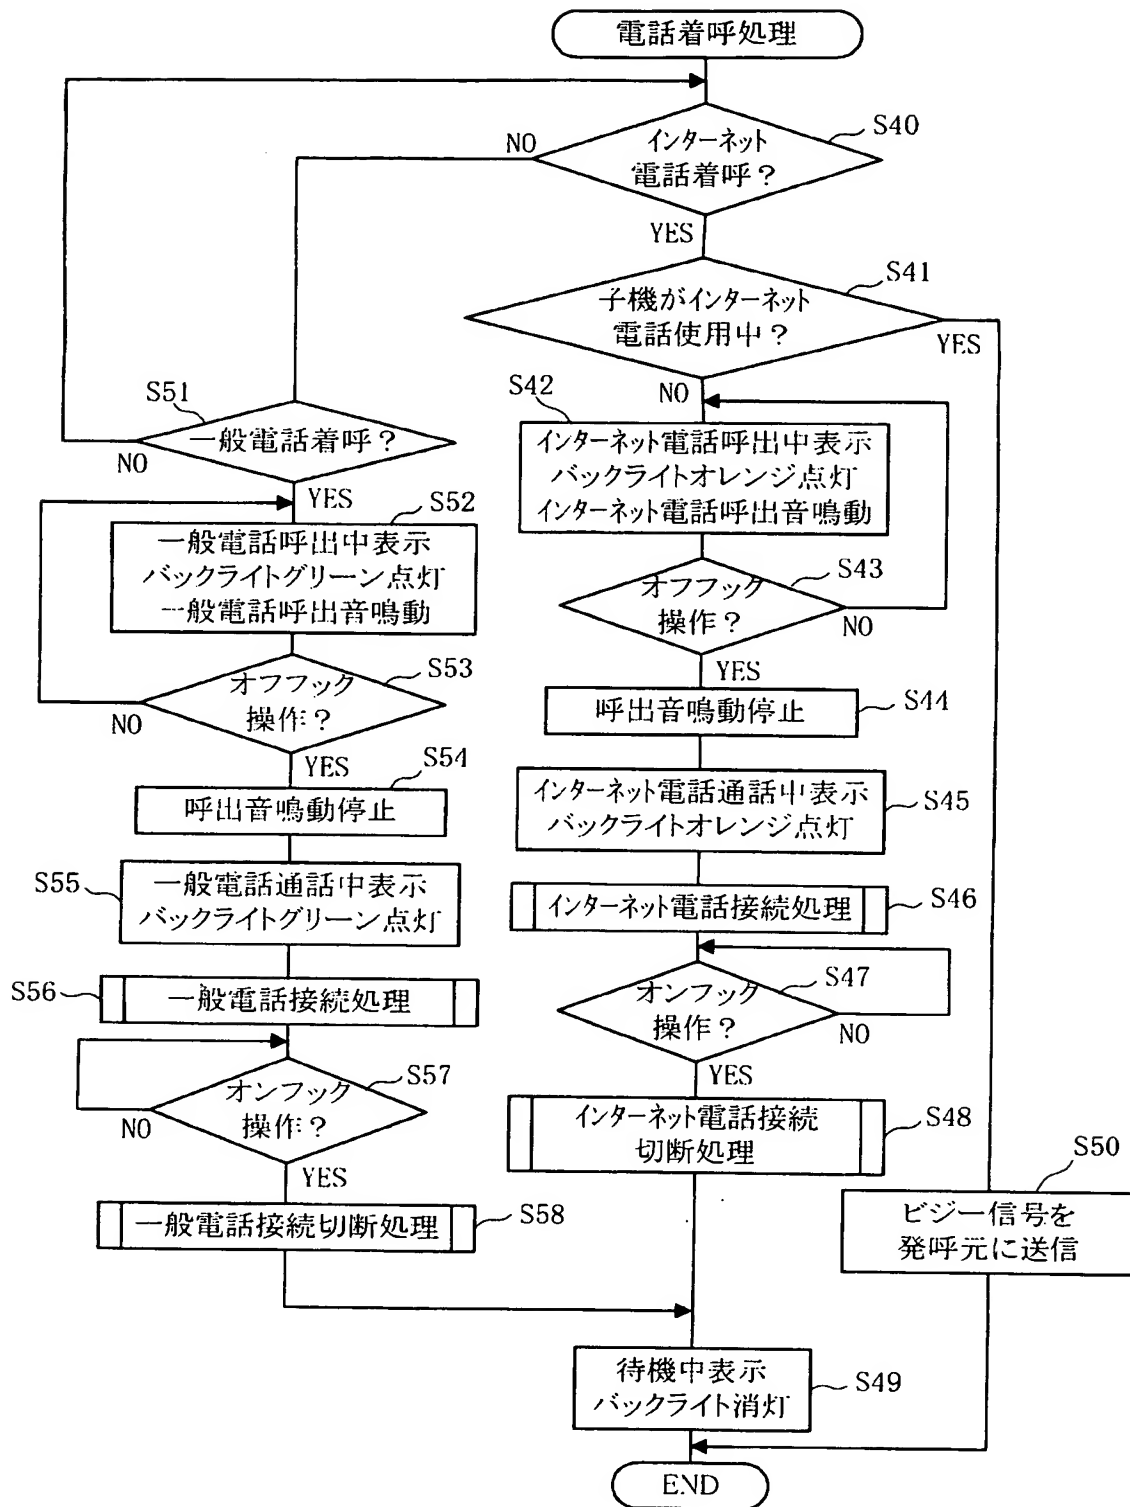 電話着呼処理
インターネット
電話着呼?
S40
NO
YES
子機がインターネット
電話使用中?
S41
YES
NO
S42
インターネット電話呼出中表示
バックライトオレンジ点灯
インターネット電話呼出音鳴動
オフフック
操作?
S43
NO
YES
呼出音鳴動停止
S44
インターネット電話通話中表示
バックライトオレンジ点灯
S45
インターネット電話接続処理
S46
オンフック
操作?
S47
NO
YES
インターネット電話接続
切断処理
S48
S50
ビジー信号を
発呼元に送信
S51
一般電話着呼?
NO
YES
S52
一般電話呼出中表示
バックライトグリーン点灯
一般電話呼出音鳴動
オフフック
操作?
S53
NO
YES
S54
呼出音鳴動停止
S55
一般電話通話中表示
バックライトグリーン点灯
S56
一般電話接続処理
オンフック
操作?
S57
NO
YES
一般電話接続切断処理
S58
待機中表示
バックライト消灯
S49
END